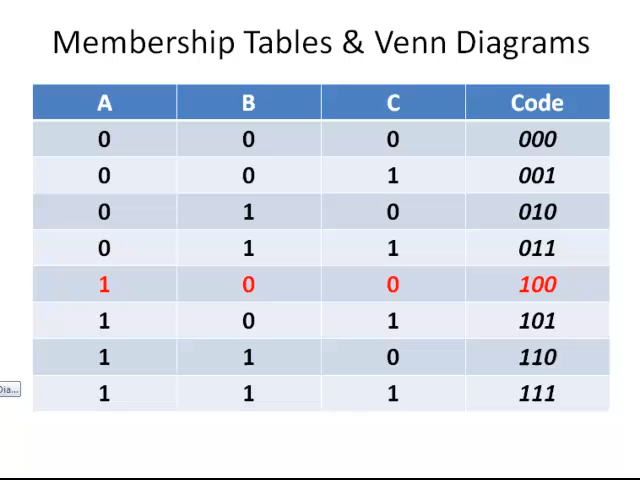 Membership Tables & Venn Diagrams
A B C Code
0 0 0 000
0 0 1 001
0 1 0 010
0 1 1 011
1 0 0 100
1 0 1 101
1 1 0 110
Dia...
1 1 1 111